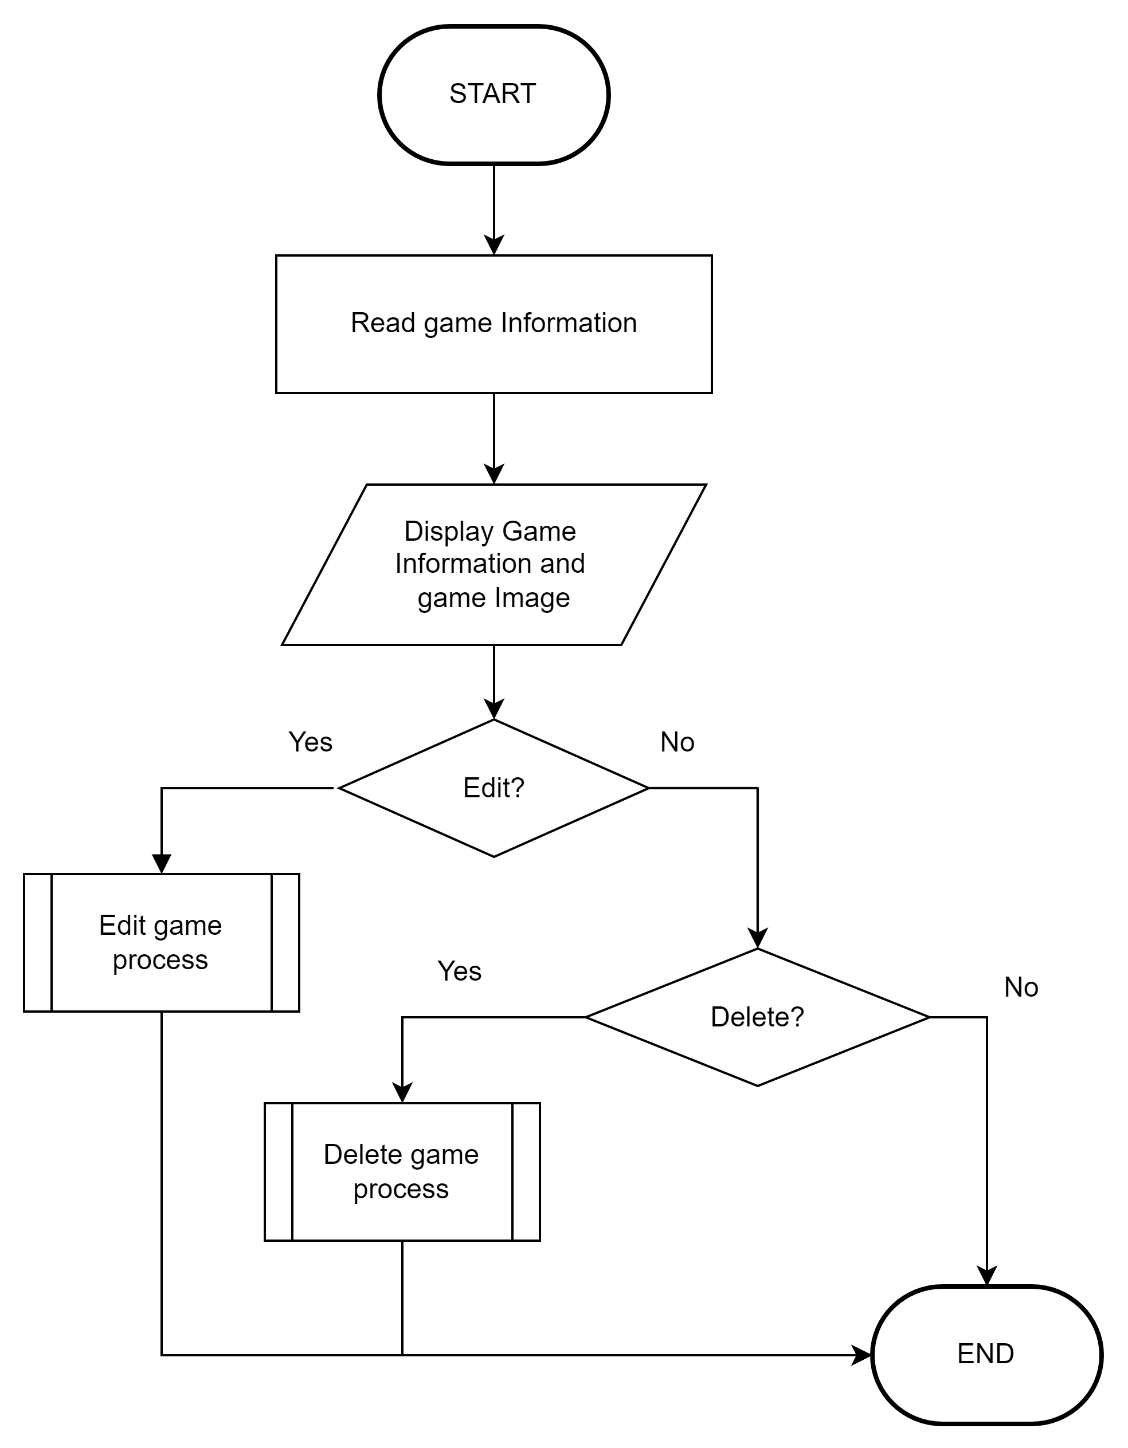 START
Read game Information
Display Game
Information and
game Image
Yes
No
Edit?
Edit game
process
Yes
No
Delete?
Delete game
process
END